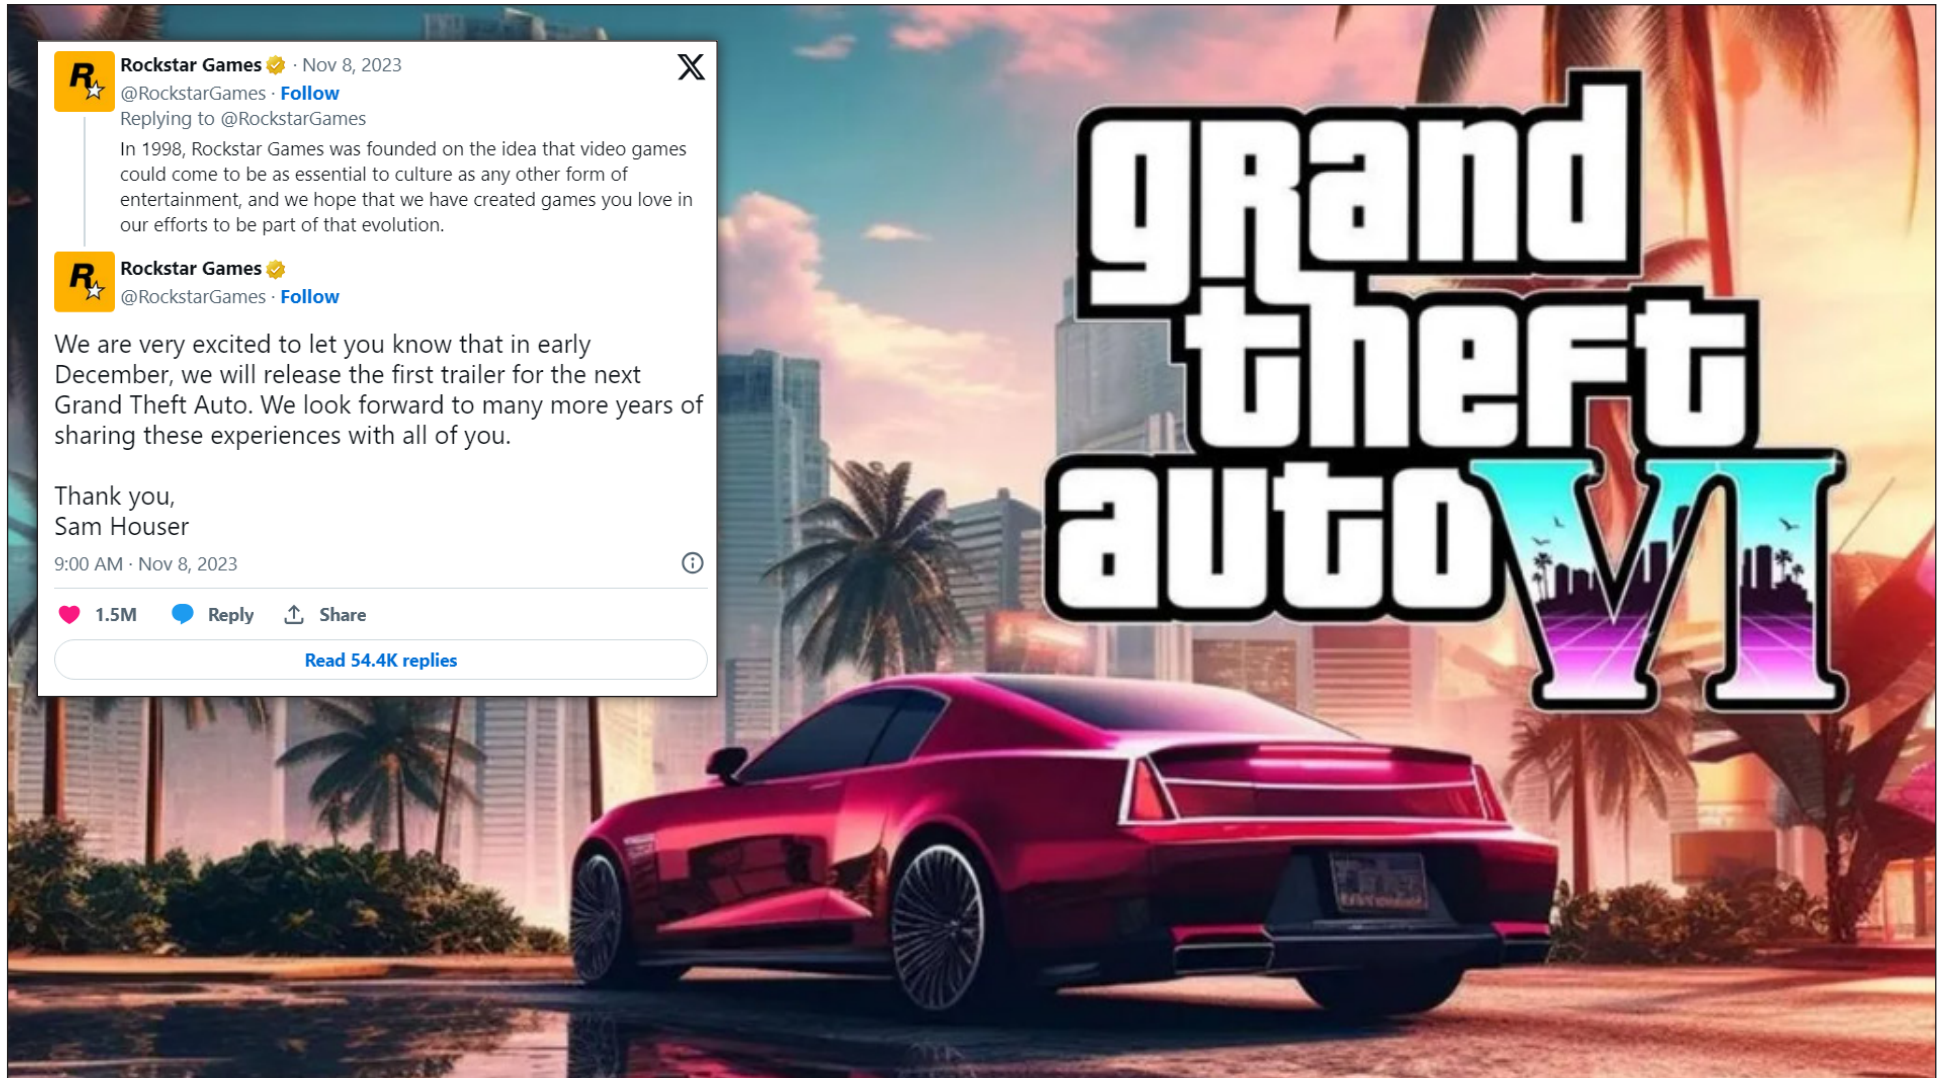 Rockstar Games · Nov 8, 2023
@RockstarGames · Follow
Replying to @RockstarGames
In 1998, Rockstar Games was founded on the idea that video games
could come to be as essential to culture as any other form of
entertainment, and we hope that we have created games you love in
our efforts to be part of that evolution.
Rockstar Games
@RockstarGames · Follow
We are very excited to let you know that in early
December, we will release the first trailer for the next
Grand Theft Auto. We look forward to many more years of
sharing these experiences with all of you.
Thank you,
Sam Houser
9:00 AM · Nov 8, 2023
1.5M Reply Share
Read 54.4K replies
grand
theft
auto VI